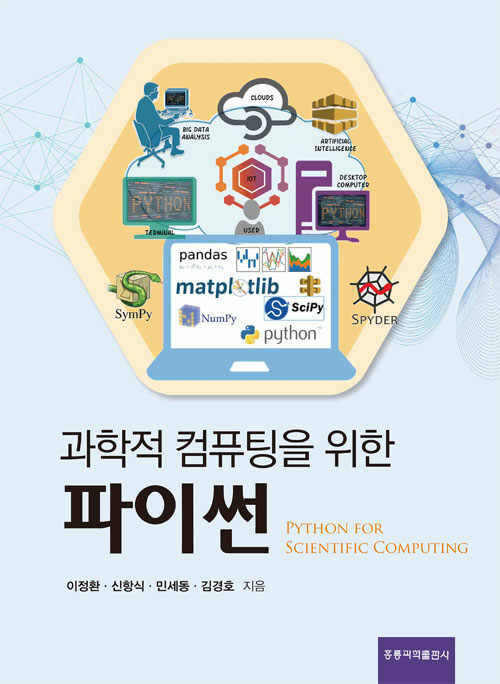 CLOUDS
BIG DATA
ANALYSIS
ARTIFICIAL
INTELLIGENCE
IOT
DESKTOP
COMPUTER
PYTHON
PYTHON
TERMINAL
USER
pandas
matplotlib
SymPy
NumPy
SciPy
SPYDER
python™
과학적 컴퓨팅을 위한
파이썬
PYTHON FOR
SCIENTIFIC COMPUTING
이정환 · 신항식 · 민세동 · 김경호 지음
홍릉과학출판사